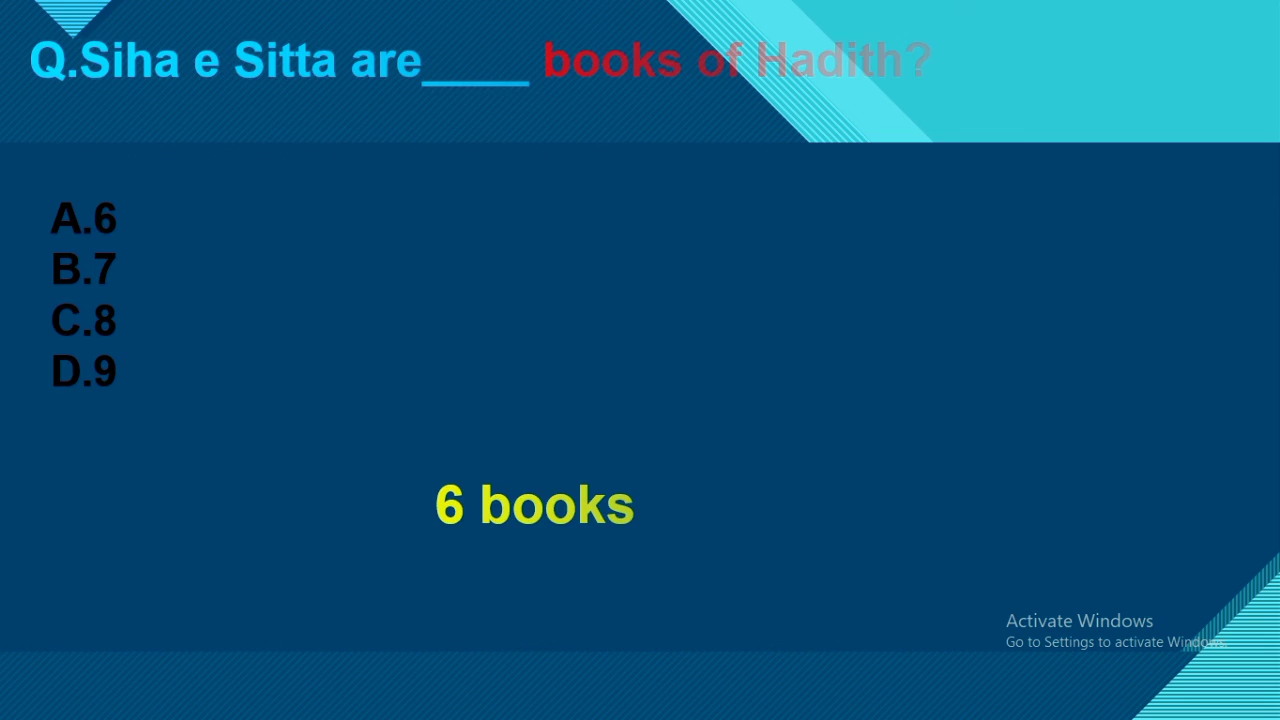 Q.Siha e Sitta are____ books of Hadith?
A.6
B.7
C.8
D.9
6 books
Activate Windows
Go to Settings to activate Windows.